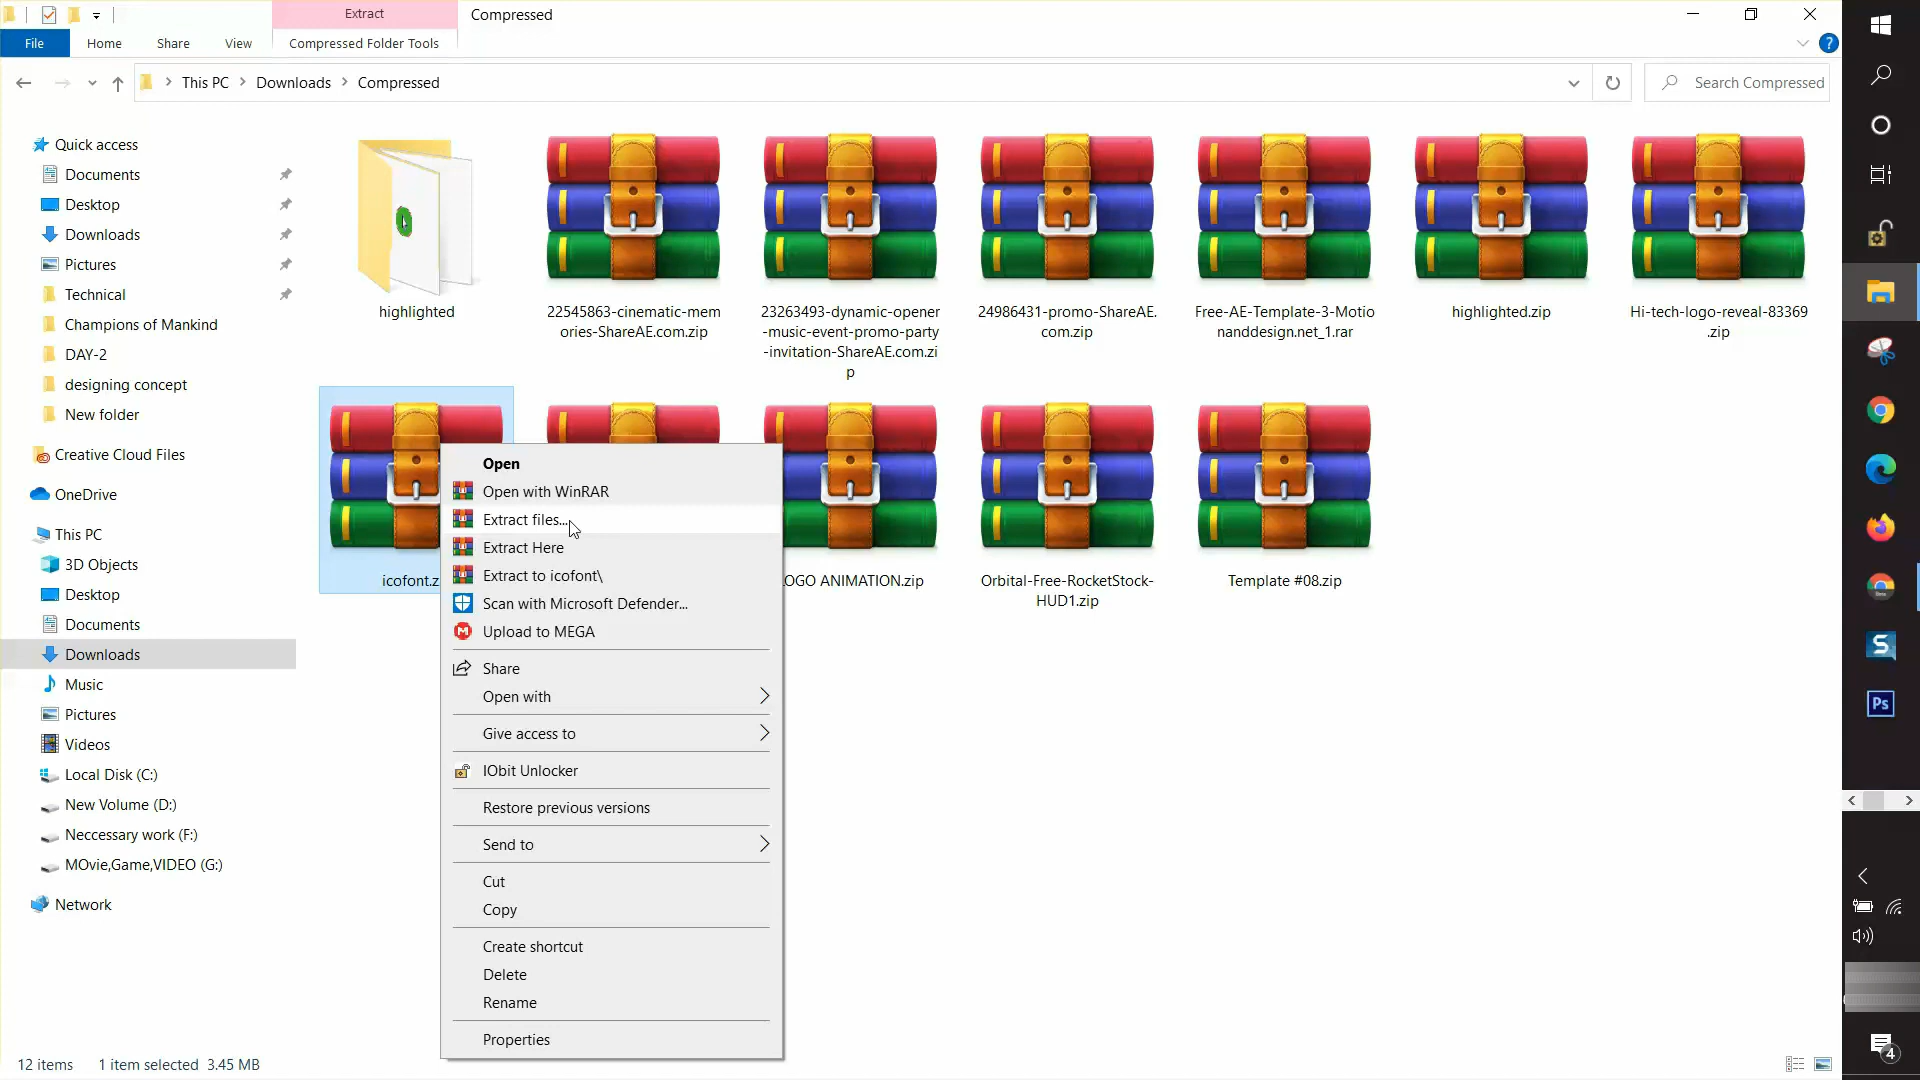 Extract
Compressed
File
Home
Share
View
Compressed Folder Tools
?
This PC
Downloads
Compressed
Search Compressed
Quick access
Documents
Desktop
Downloads
Pictures
Technical
Champions of Mankind
DAY-2
designing concept
New folder
Creative Cloud Files
OneDrive
This PC
3D Objects
Desktop
Documents
Downloads
Music
Pictures
Videos
Local Disk (C:)
New Volume (D:)
Neccessary work (F:)
MOvie,Game,VIDEO (G:)
Network
highlighted
22545863-cinematic-mem
ories-ShareAE.com.zip
23263493-dynamic-opener
-music-event-promo-party
-invitation-ShareAE.com.zi
p
24986431-promo-ShareAE.
com.zip
Free-AE-Template-3-Motio
nanddesign.net_1.rar
highlighted.zip
Hi-tech-logo-reveal-83369
.zip
icofont.z
OGO ANIMATION.zip
Orbital-Free-RocketStock-
HUD1.zip
Template #08.zip
Open
Open with WinRAR
Extract files...
Extract Here
Extract to icofont\
Scan with Microsoft Defender...
Upload to MEGA
Share
Open with
Give access to
IObit Unlocker
Restore previous versions
Send to
Cut
Copy
Create shortcut
Delete
Rename
Properties
12 items
1 item selected 3.45 MB
S
Ps
4